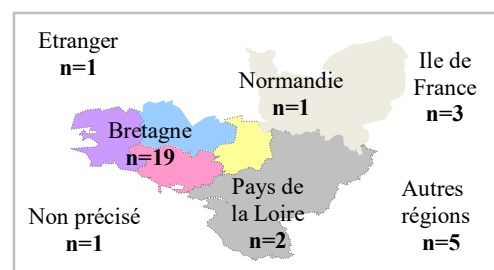 Etranger
n=1
Normandie
n=1
Ile de
France
n=3
Bretagne
n=19
Pays de
la Loire
n=2
Non précisé
n=1
Autres
régions
n=5